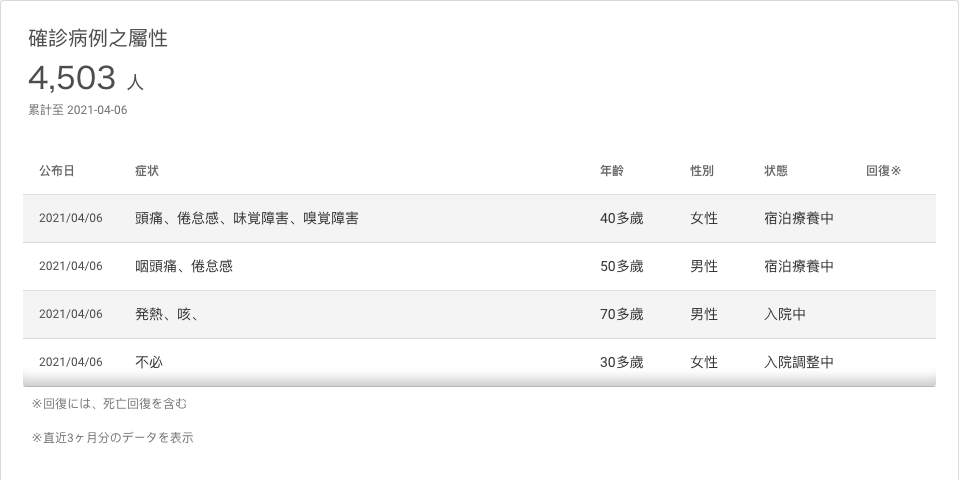 確診病例之屬性
4,503 人
累計至 2021-04-06
公布日 症状 年齡 性別 状態 回復※
2021/04/06 頭痛、倦怠感、味覚障害、嗅覚障害 40多歲 女性 宿泊療養中
2021/04/06 咽頭痛、倦怠感 50多歲 男性 宿泊療養中
2021/04/06 発熱、咳、 70多歲 男性 入院中
2021/04/06 不必 30多歲 女性 入院調整中
※回復には、死亡回復を含む
※直近3ヶ月分のデータを表示